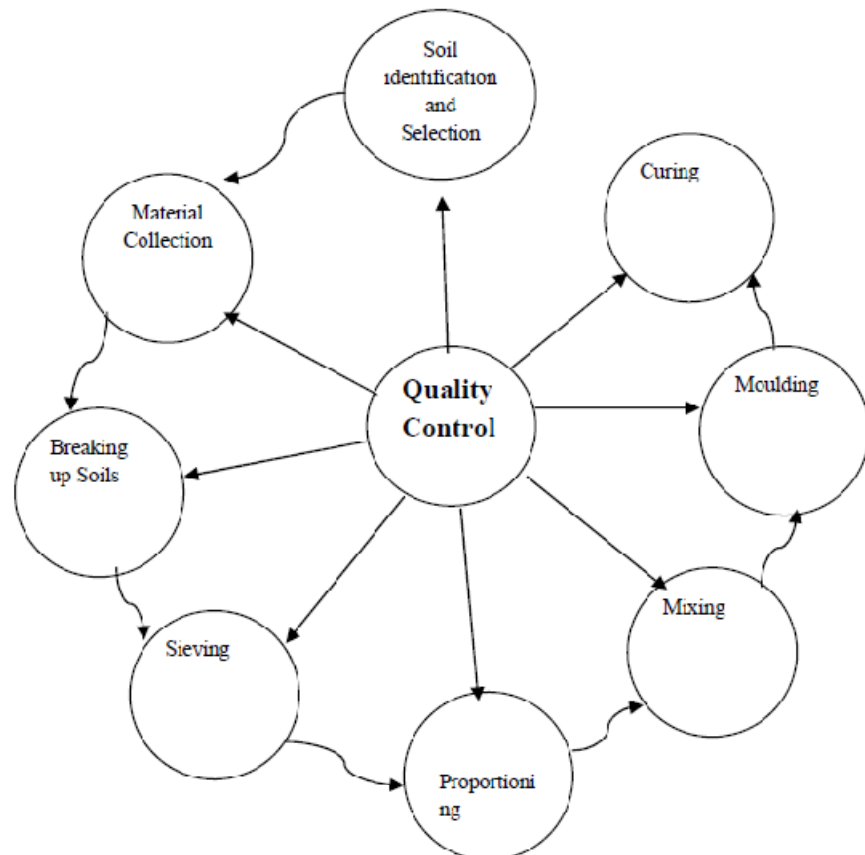 Soil
identification
and
Selection
Curing
Material
Collection
Quality
Control
Moulding
Breaking
up Soils
Mixing
Sieving
Proportioni
ng